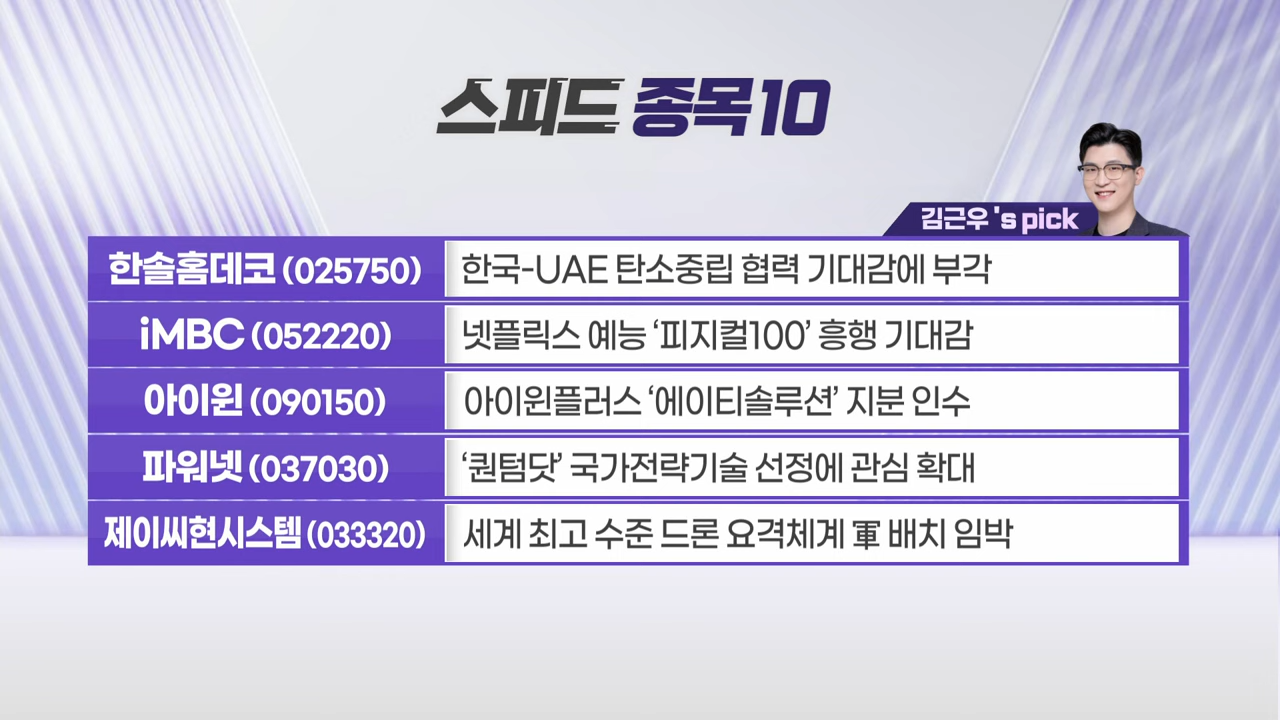 스피드 종목10
김근우 's pick
한솔홈데코 (025750) 한국-UAE 탄소중립 협력 기대감에 부각
iMBC (052220) 넷플릭스 예능 ‘피지컬100’ 흥행 기대감
아이윈 (090150) 아이윈플러스 ‘에이티솔루션’ 지분 인수
파워넷 (037030) ‘퀀텀닷’ 국가전략기술 선정에 관심 확대
제이씨현시스템 (033320) 세계 최고 수준 드론 요격체계 軍 배치 임박